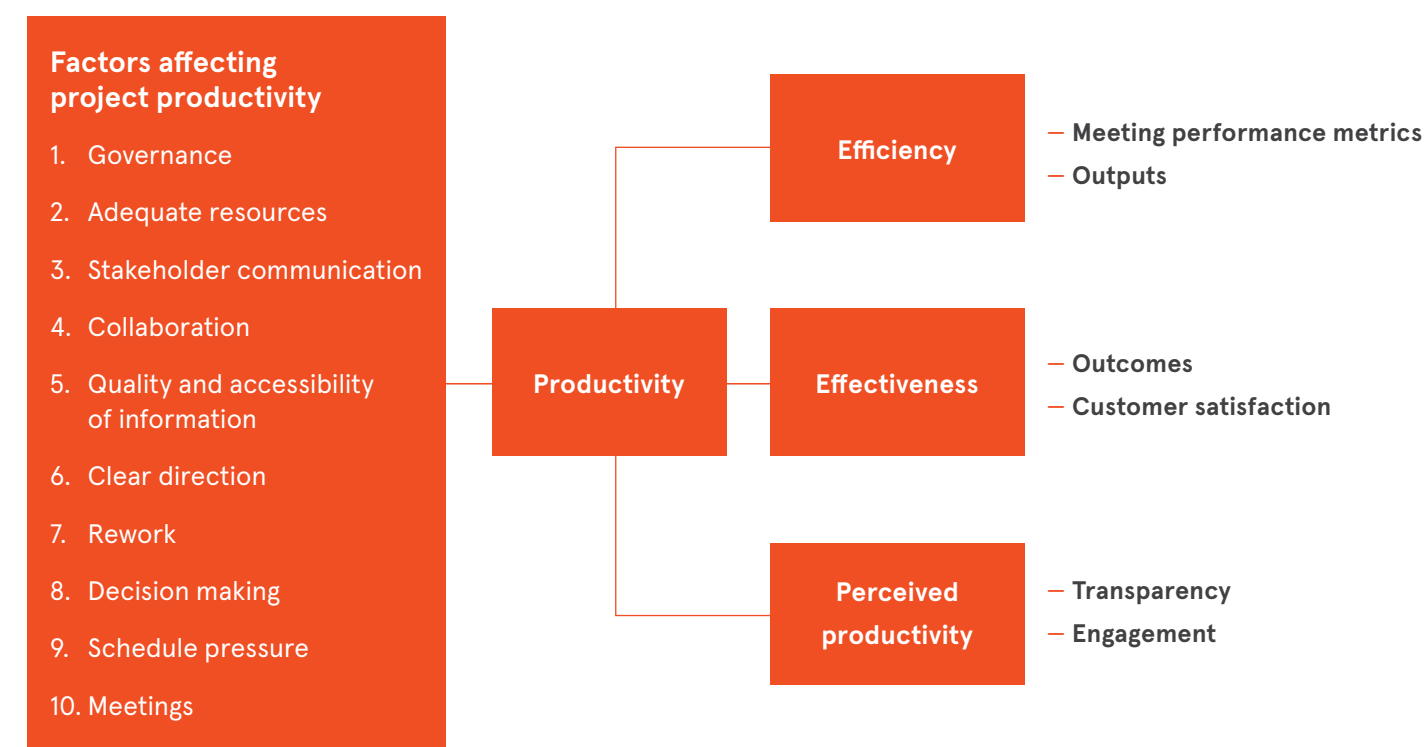 Factors affecting
project productivity
1. Governance
2. Adequate resources
3. Stakeholder communication
4. Collaboration
5. Quality and accessibility
of information
6. Clear direction
7. Rework
8. Decision making
9. Schedule pressure
10. Meetings
Productivity
Efficiency
— Meeting performance metrics
— Outputs
Effectiveness
— Outcomes
— Customer satisfaction
Perceived
productivity
— Transparency
— Engagement